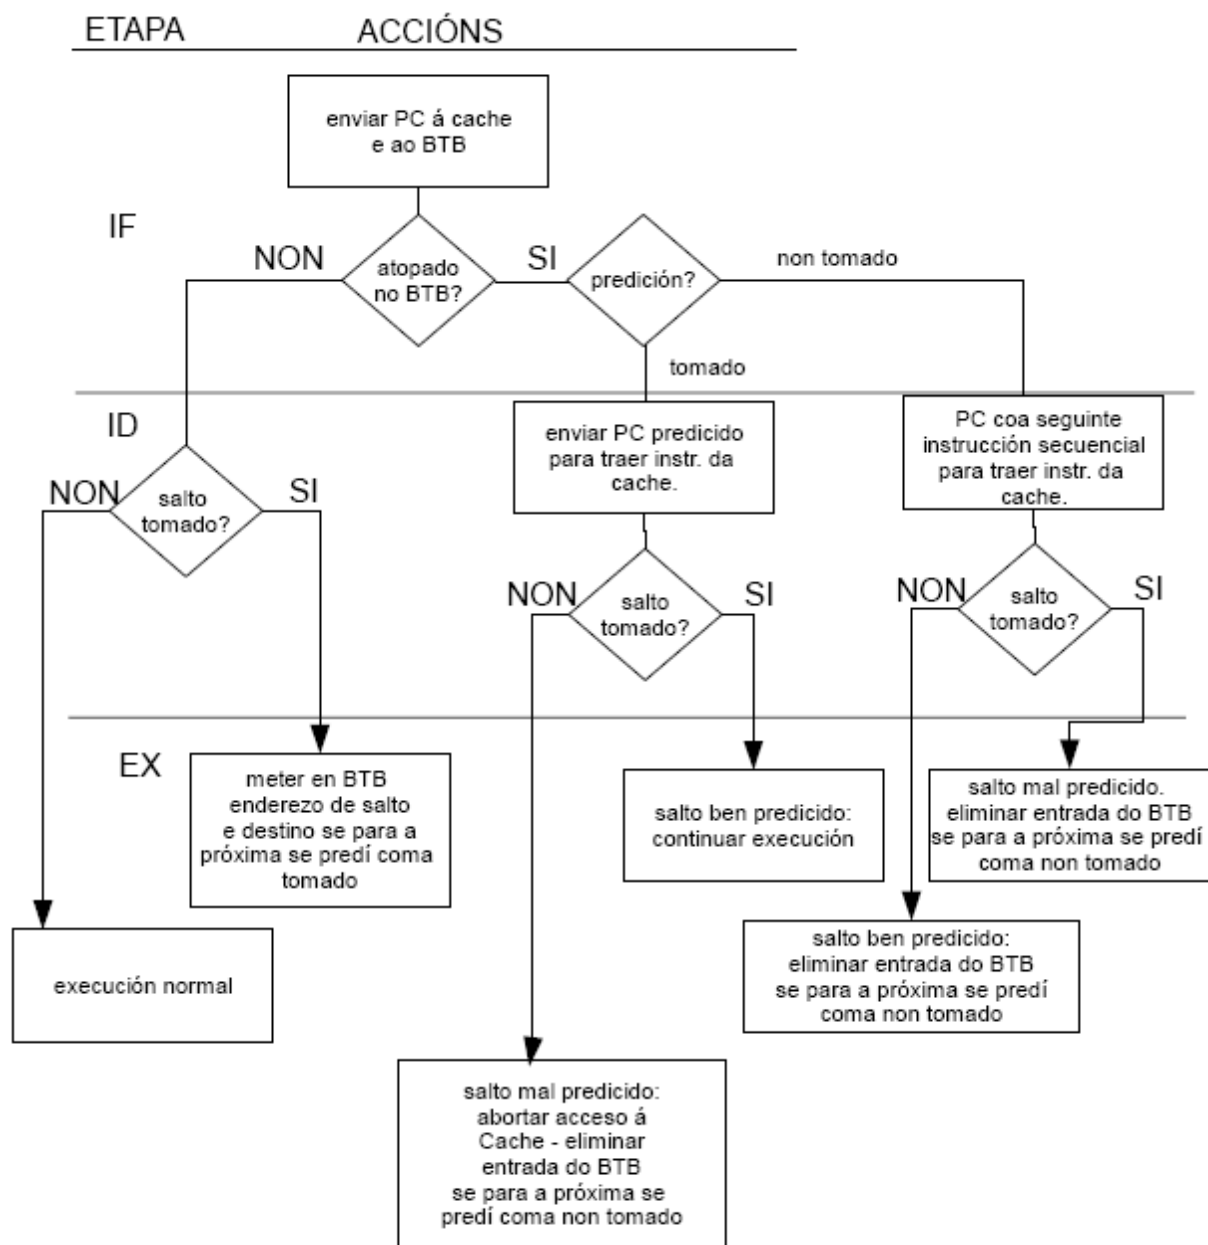 ETAPA
ACCIÓNS
enviar PC á cache
e ao BTB
IF
NON
atopado
no BTB?
SI
predición?
non tomado
tomado
ID
NON
salto
tomado?
SI
enviar PC predicido
para traer instr. da
cache.
NON
salto
tomado?
SI
PC coa seguinte
instrucción secuencial
para traer instr. da
cache.
NON
salto
tomado?
SI
EX
meter en BTB
enderezo de salto
e destino se para a
próxima se predí coma
tomado
salto ben predicido:
continuar execución
salto mal predicido.
eliminar entrada do BTB
se para a próxima se predí
coma non tomado
execución normal
salto ben predicido:
eliminar entrada do BTB
se para a próxima se predí
coma non tomado
salto mal predicido:
abortar acceso á
Cache - eliminar
entrada do BTB
se para a próxima se
predí coma non tomado